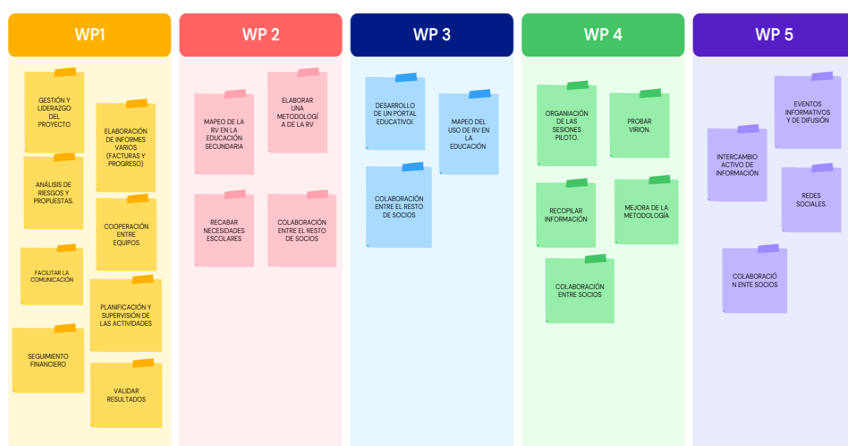 WP1
GESTIÓN Y
LIDERAZGO
DEL
PROYECTO
ELABORACIÓN
DE INFORMES
VARIOS
(FACTURAS Y
PROGRESO)
ANÁLISIS DE
RIESGOS Y
PROPUESTAS.
COOPERACIÓN
ENTRE
EQUIPOS
FACILITAR LA
COMUNICACIÓN
PLANIFICACIÓN Y
SUPERVISIÓN DE
LAS ACTIVIDADES
SEGUIMIENTO
FINANCIERO
VALIDAR
RESULTADOS
WP 2
MAPEO DE LA
RV EN LA
EDUCACIÓN
SECUNDARIA
ELABORAR
UNA
METODOLOGÍ
A DE LA RV
RECABAR
NECESIDADES
ESCOLARES
COLABORACIÓN
ENTRE EL RESTO
DE SOCIOS
WP 3
DESARROLLO
DE UN PORTAL
EDUCATIVO.
MAPEO DEL
USO DE RV EN
LA
EDUCACIÓN
COLABORACIÓN
ENTRE EL RESTO
DE SOCIOS
WP 4
ORGANIACIÓN
DE LAS
SESIONES
PILOTO.
PROBAR
VIRION.
RECOPILAR
INFORMACIÓN
MEJORA DE LA
METODOLOGÍA
COLABORACIÓN
ENTRE SOCIOS
WP 5
EVENTOS
INFORMATIVOS
Y DE DIFUSIÓN
INTERCAMBIO
ACTIVO DE
INFORMACIÓN
REDES
SOCIALES.
COLABORACIÓ
N ENTE SOCIOS